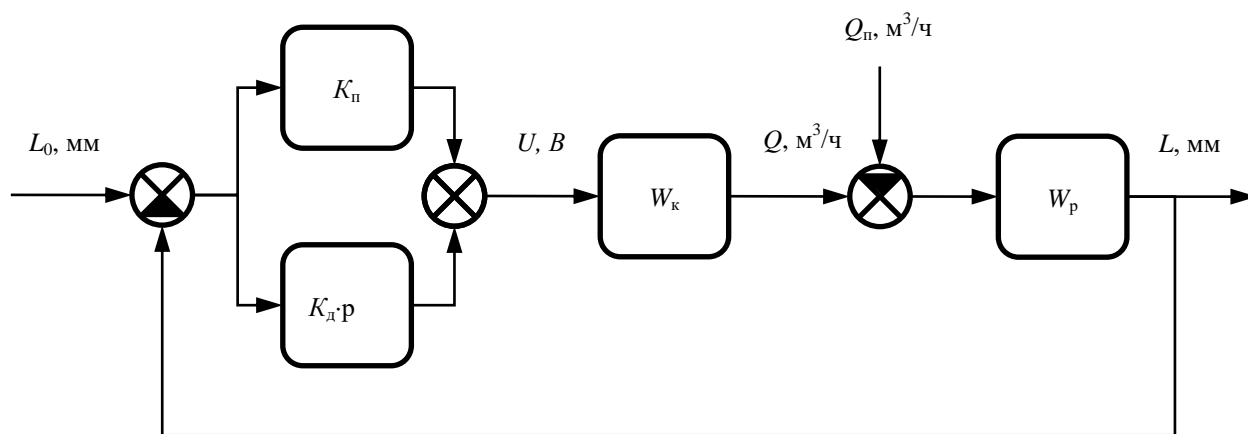 Qп, м³/ч
Kп
L₀, мм
U, В
Q, м³/ч
L, мм
Wк
Wр
Kд·р